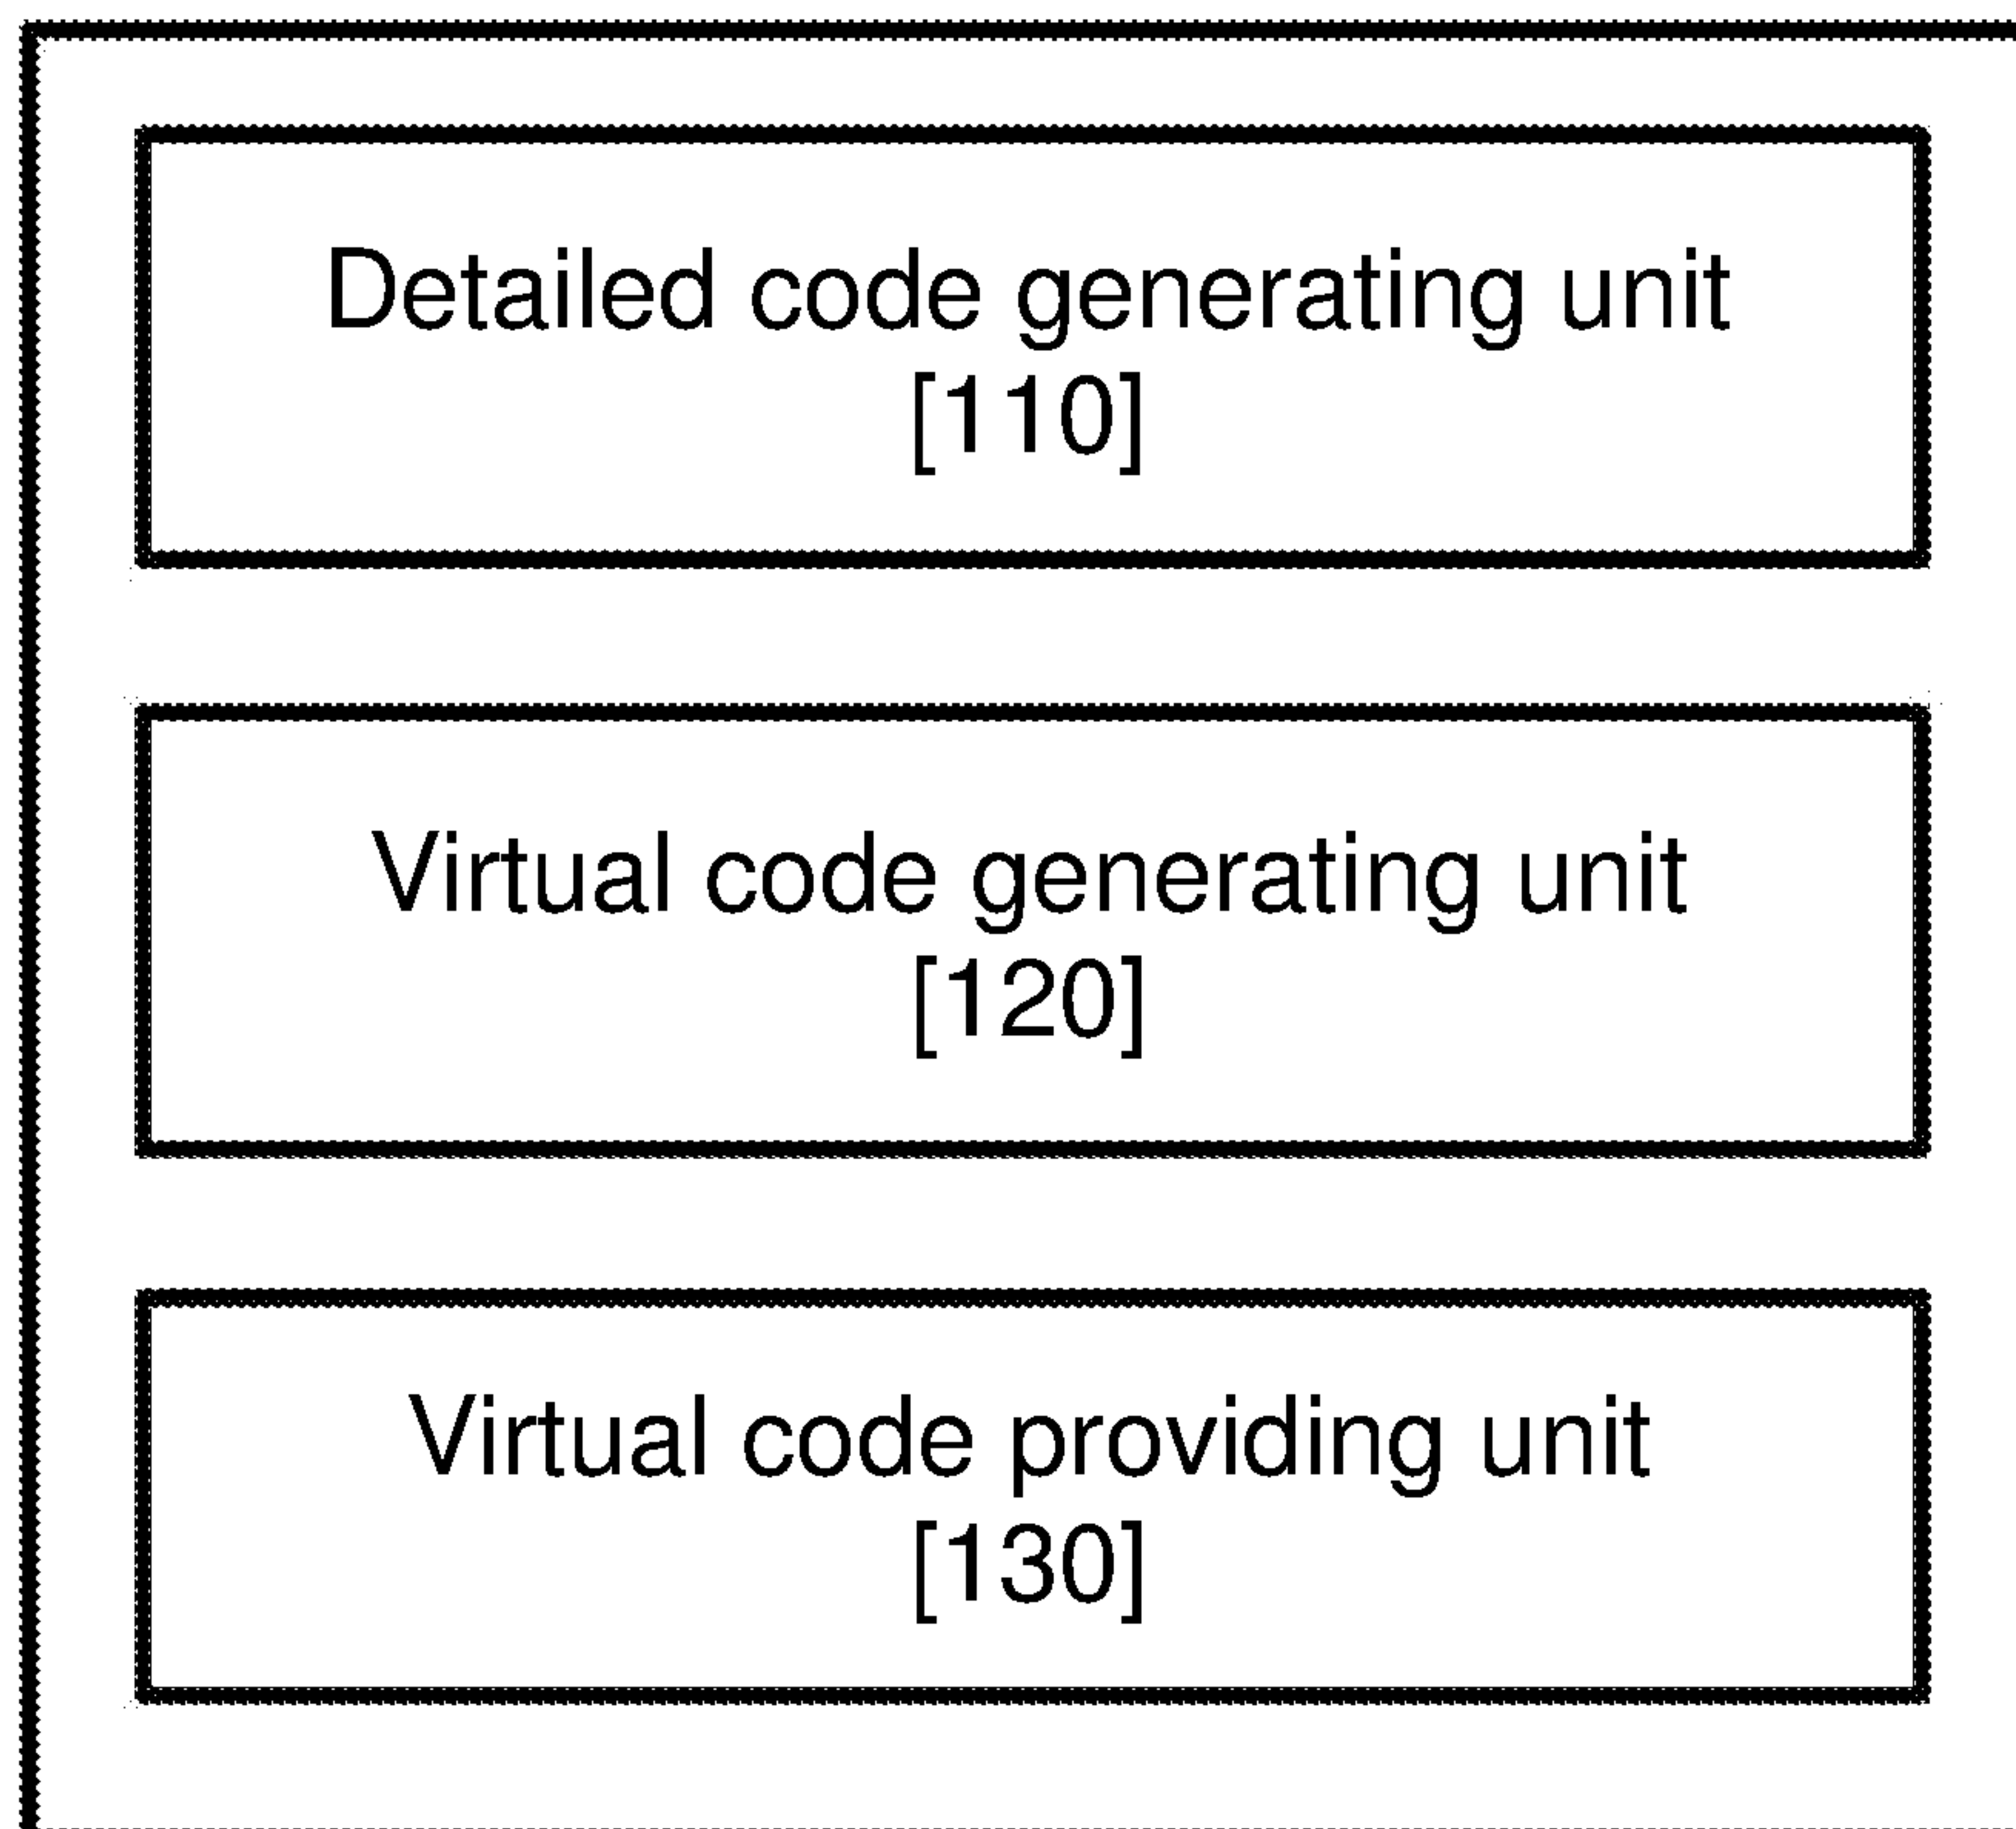 Detailed code generating unit
[110]
Virtual code generating unit
[120]
Virtual code providing unit
[130]